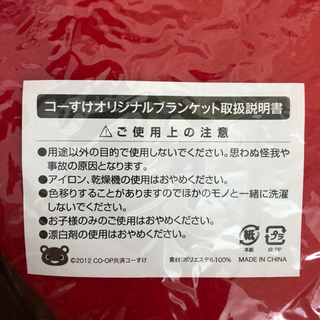 コーすけオリジナルブランケット取扱説明書
⚠ご使用上の注意
●用途以外の目的で使用しないでください。思わぬ怪我や
事故の原因となります。
●アイロン、乾燥機の使用はおやめください。
●色移りすることがありますのでほかのモノと一緒に洗濯
しないでください。
●お子様のみのご使用はおやめください。
●漂白剤の使用はおやめください。
紙 プラ
本紙 袋:PP
©2012 CO-OP共済コーすけ 素材:ポリエステル100% MADE IN CHINA